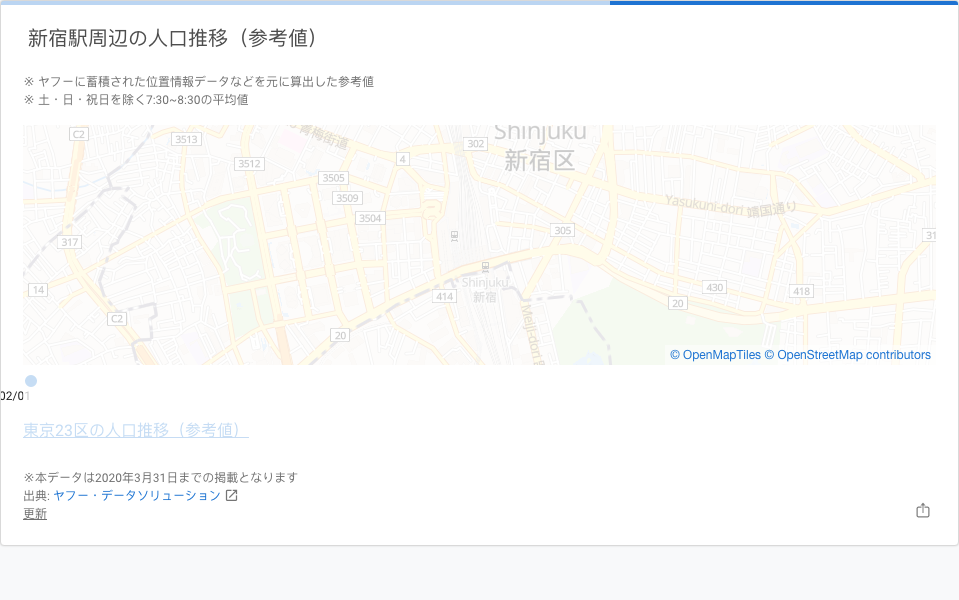 新宿駅周辺の人口推移（参考値）
※ ヤフーに蓄積された位置情報データなどを元に算出した参考値
※ 土・日・祝日を除く7:30~8:30の平均値
C2
3513
青梅街道
302
Shinjuku
新宿区
3512
4
3505
3509
Yasukuni-dori 靖国通り
3504
305
317
31
Shinjuku
新宿
14
414
430
418
20
C2
Meiji-dori
20
© OpenMapTiles © OpenStreetMap contributors
02/01
東京23区の人口推移（参考値）
※本データは2020年3月31日までの掲載となります
出典: ヤフー・データソリューション
更新